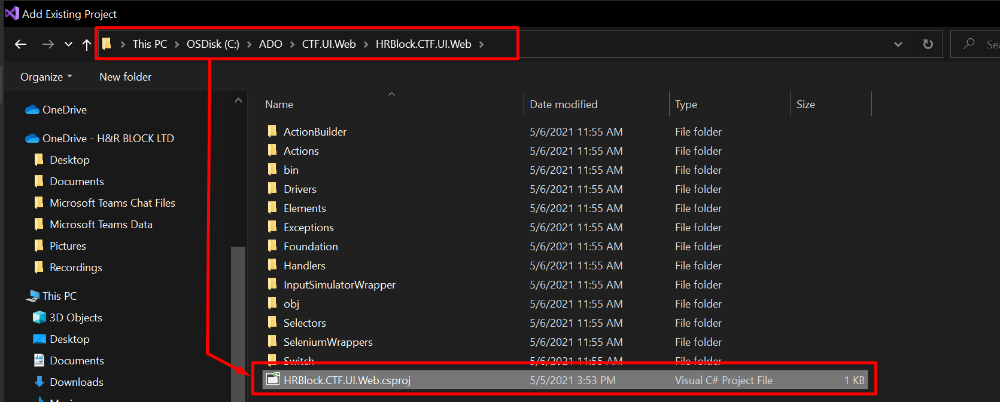 Add Existing Project
This PC > OSDisk (C:) > ADO > CTF.UI.Web > HRBlock.CTF.UI.Web >
Organize New folder
Name Date modified Type Size
OneDrive
OneDrive - H&R BLOCK LTD
Desktop
Documents
Microsoft Teams Chat Files
Microsoft Teams Data
Pictures
Recordings
This PC
3D Objects
Desktop
Documents
Downloads
ActionBuilder 5/6/2021 11:55 AM File folder
Actions 5/6/2021 11:55 AM File folder
bin 5/6/2021 11:55 AM File folder
Drivers 5/6/2021 11:55 AM File folder
Elements 5/6/2021 11:55 AM File folder
Exceptions 5/6/2021 11:55 AM File folder
Foundation 5/6/2021 11:55 AM File folder
Handlers 5/6/2021 11:55 AM File folder
InputSimulatorWrapper 5/6/2021 11:55 AM File folder
obj 5/6/2021 11:55 AM File folder
Selectors 5/6/2021 11:55 AM File folder
SeleniumWrappers 5/6/2021 11:55 AM File folder
Switch 5/6/2021 11:55 AM File folder
HRBlock.CTF.UI.Web.csproj 5/5/2021 3:53 PM Visual C# Project File 1 KB